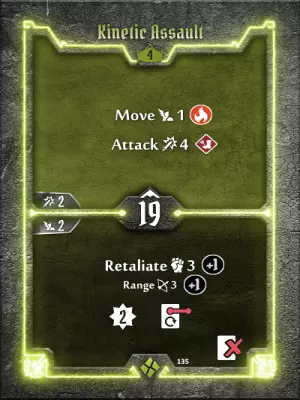 Kinetic Assault
4
Move 1
Attack 4
2
2
19
Retaliate 3 +1
Range 3 +1
2
135